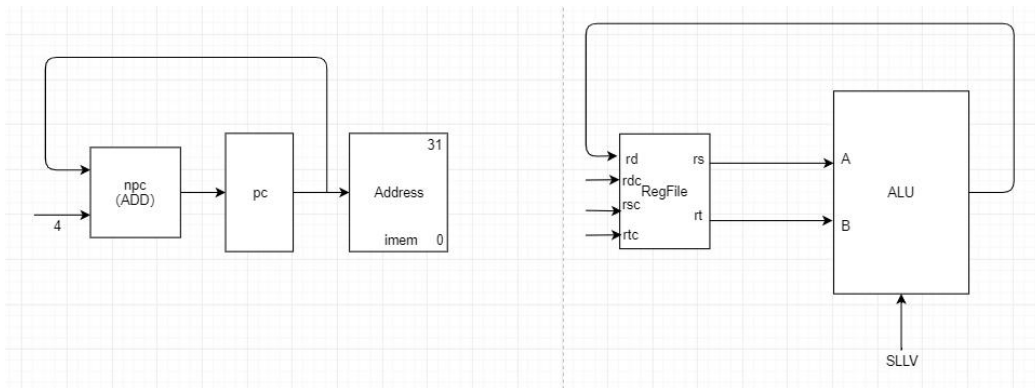 npc
(ADD)
4
pc
31
Address
imem 0
rd rs
rdc
RegFile
rsc
rt
rtc
A
ALU
B
SLLV